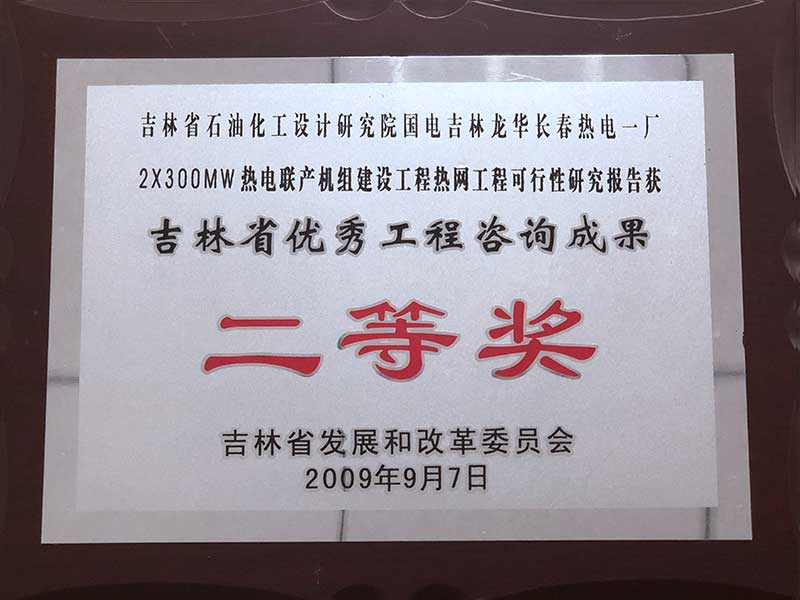 吉林省石油化工设计研究院国电吉林龙华长春热电一厂
2X300MW热电联产机组建设工程热网工程可行性研究报告获
吉林省优秀工程咨询成果
二等奖
吉林省发展和改革委员会
2009年9月7日